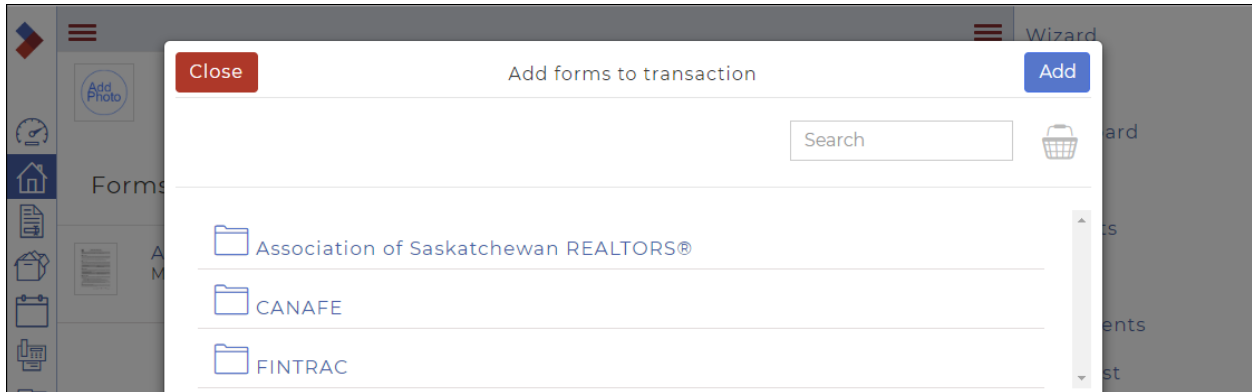 Wizard
Close
Add forms to transaction
Add
Add
Photo
Search
ard
Forms
A
M
Association of Saskatchewan REALTORS®
ts
CANAFE
ents
FINTRAC
st